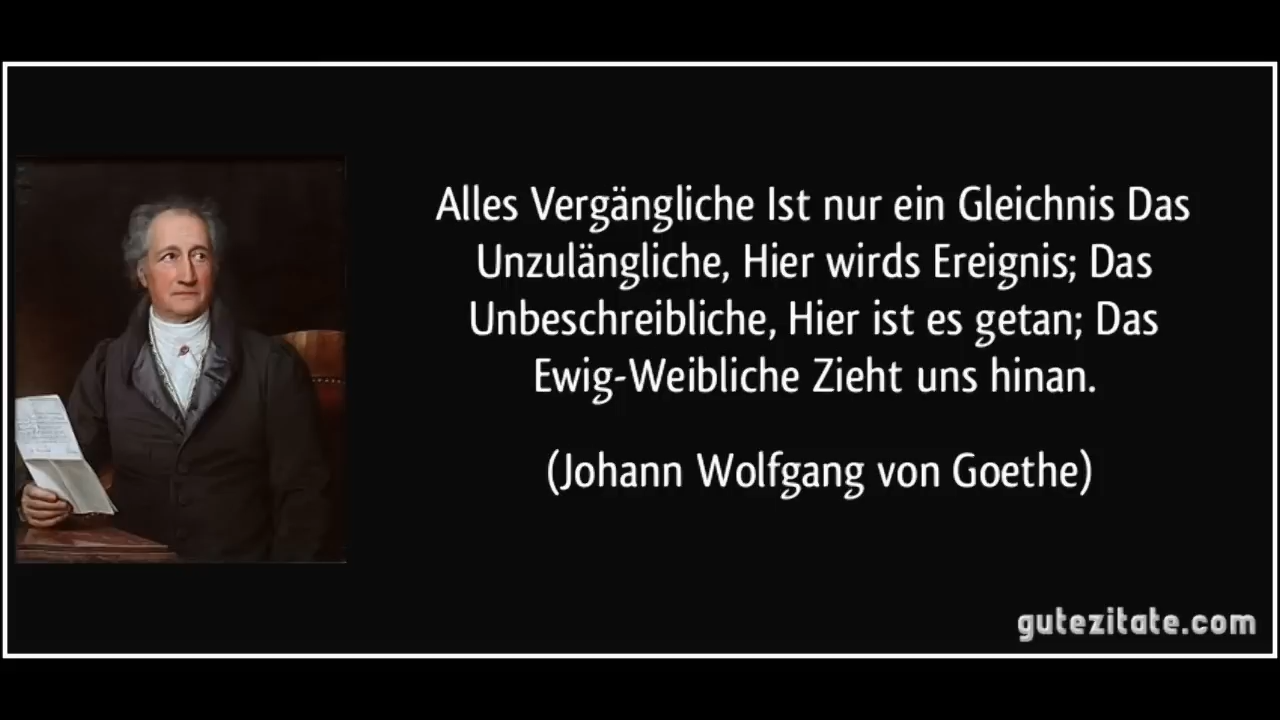 Alles Vergängliche Ist nur ein Gleichnis Das
Unzulängliche, Hier wirds Ereignis; Das
Unbeschreibliche, Hier ist es getan; Das
Ewig-Weibliche Zieht uns hinan.
(Johann Wolfgang von Goethe)
gutezitate.com